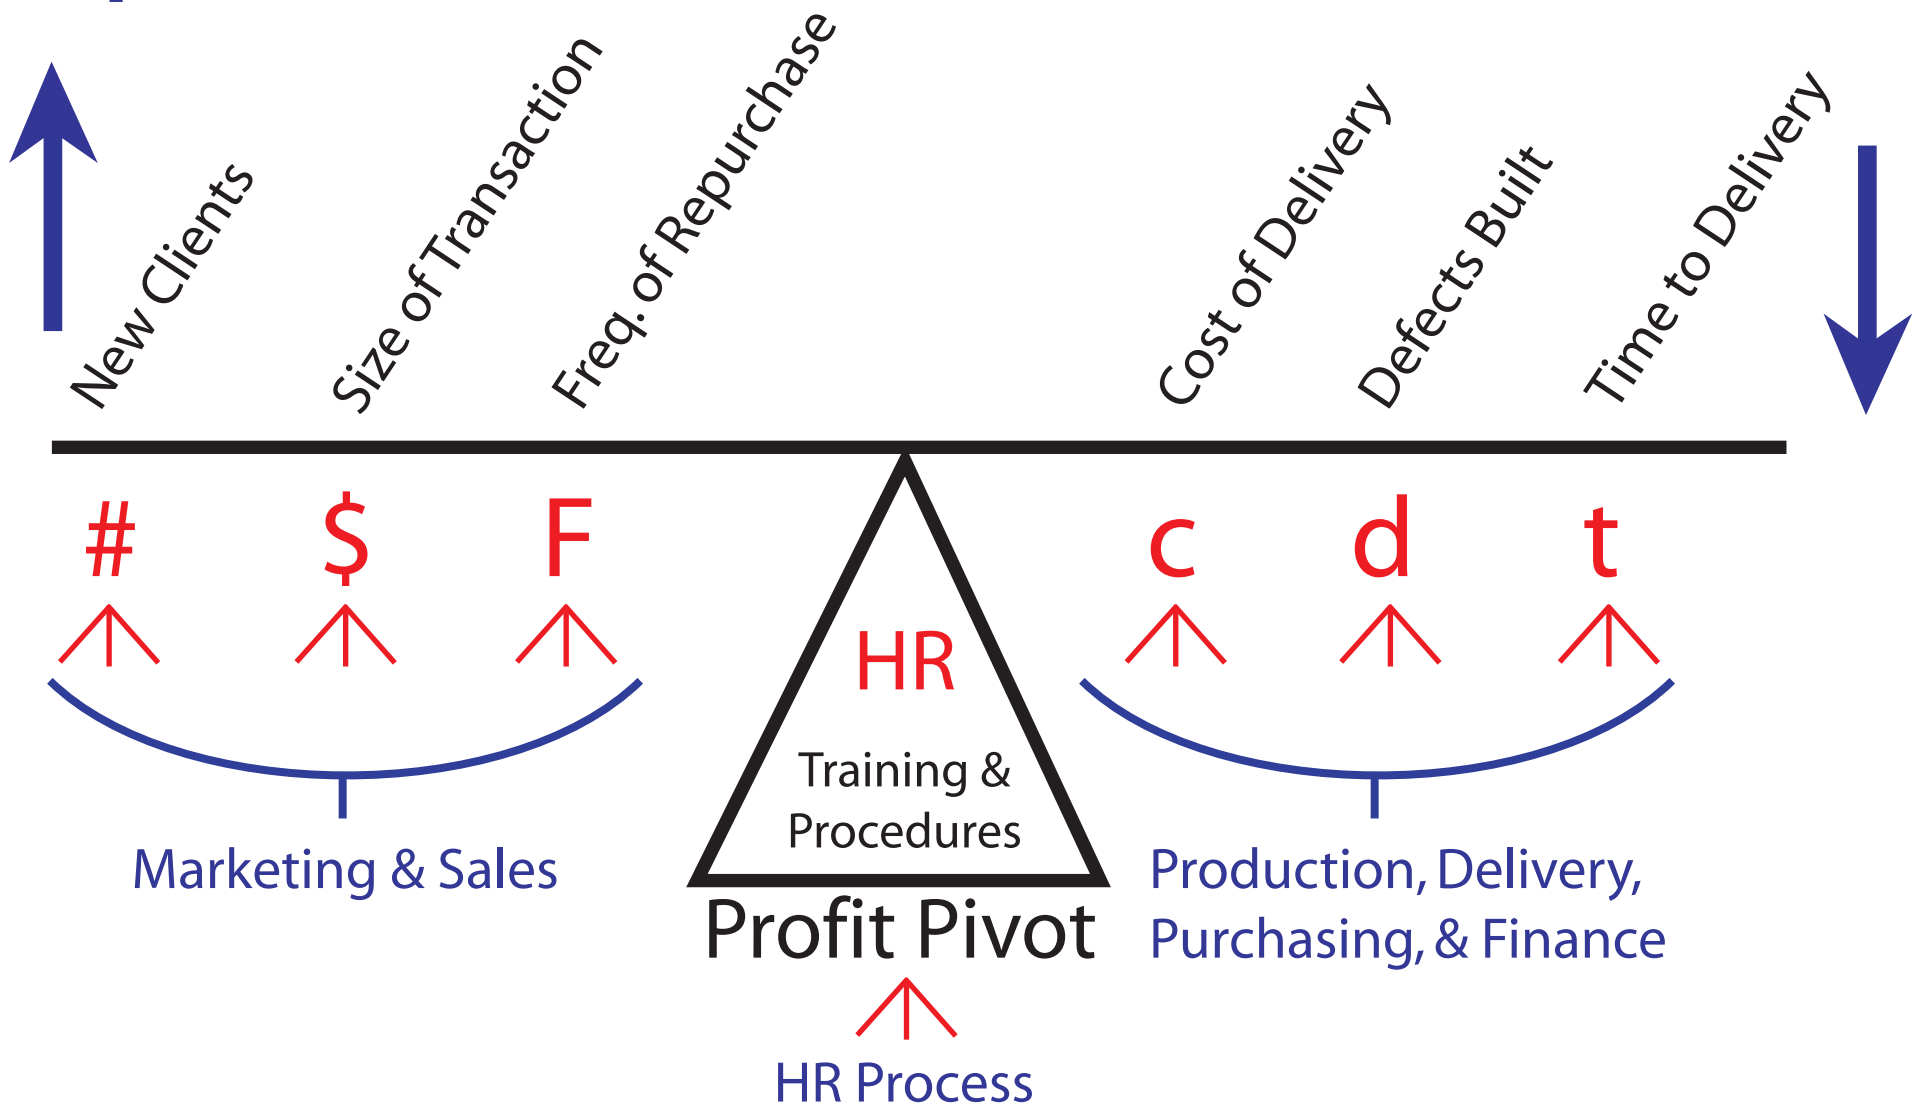 New Clients
Size of Transaction
Freq. of Repurchase
Cost of Delivery
Defects Built
Time to Delivery
# $ F c d t
HR
Training &
Procedures
Marketing & Sales
Profit Pivot
Production, Delivery,
Purchasing, & Finance
HR Process